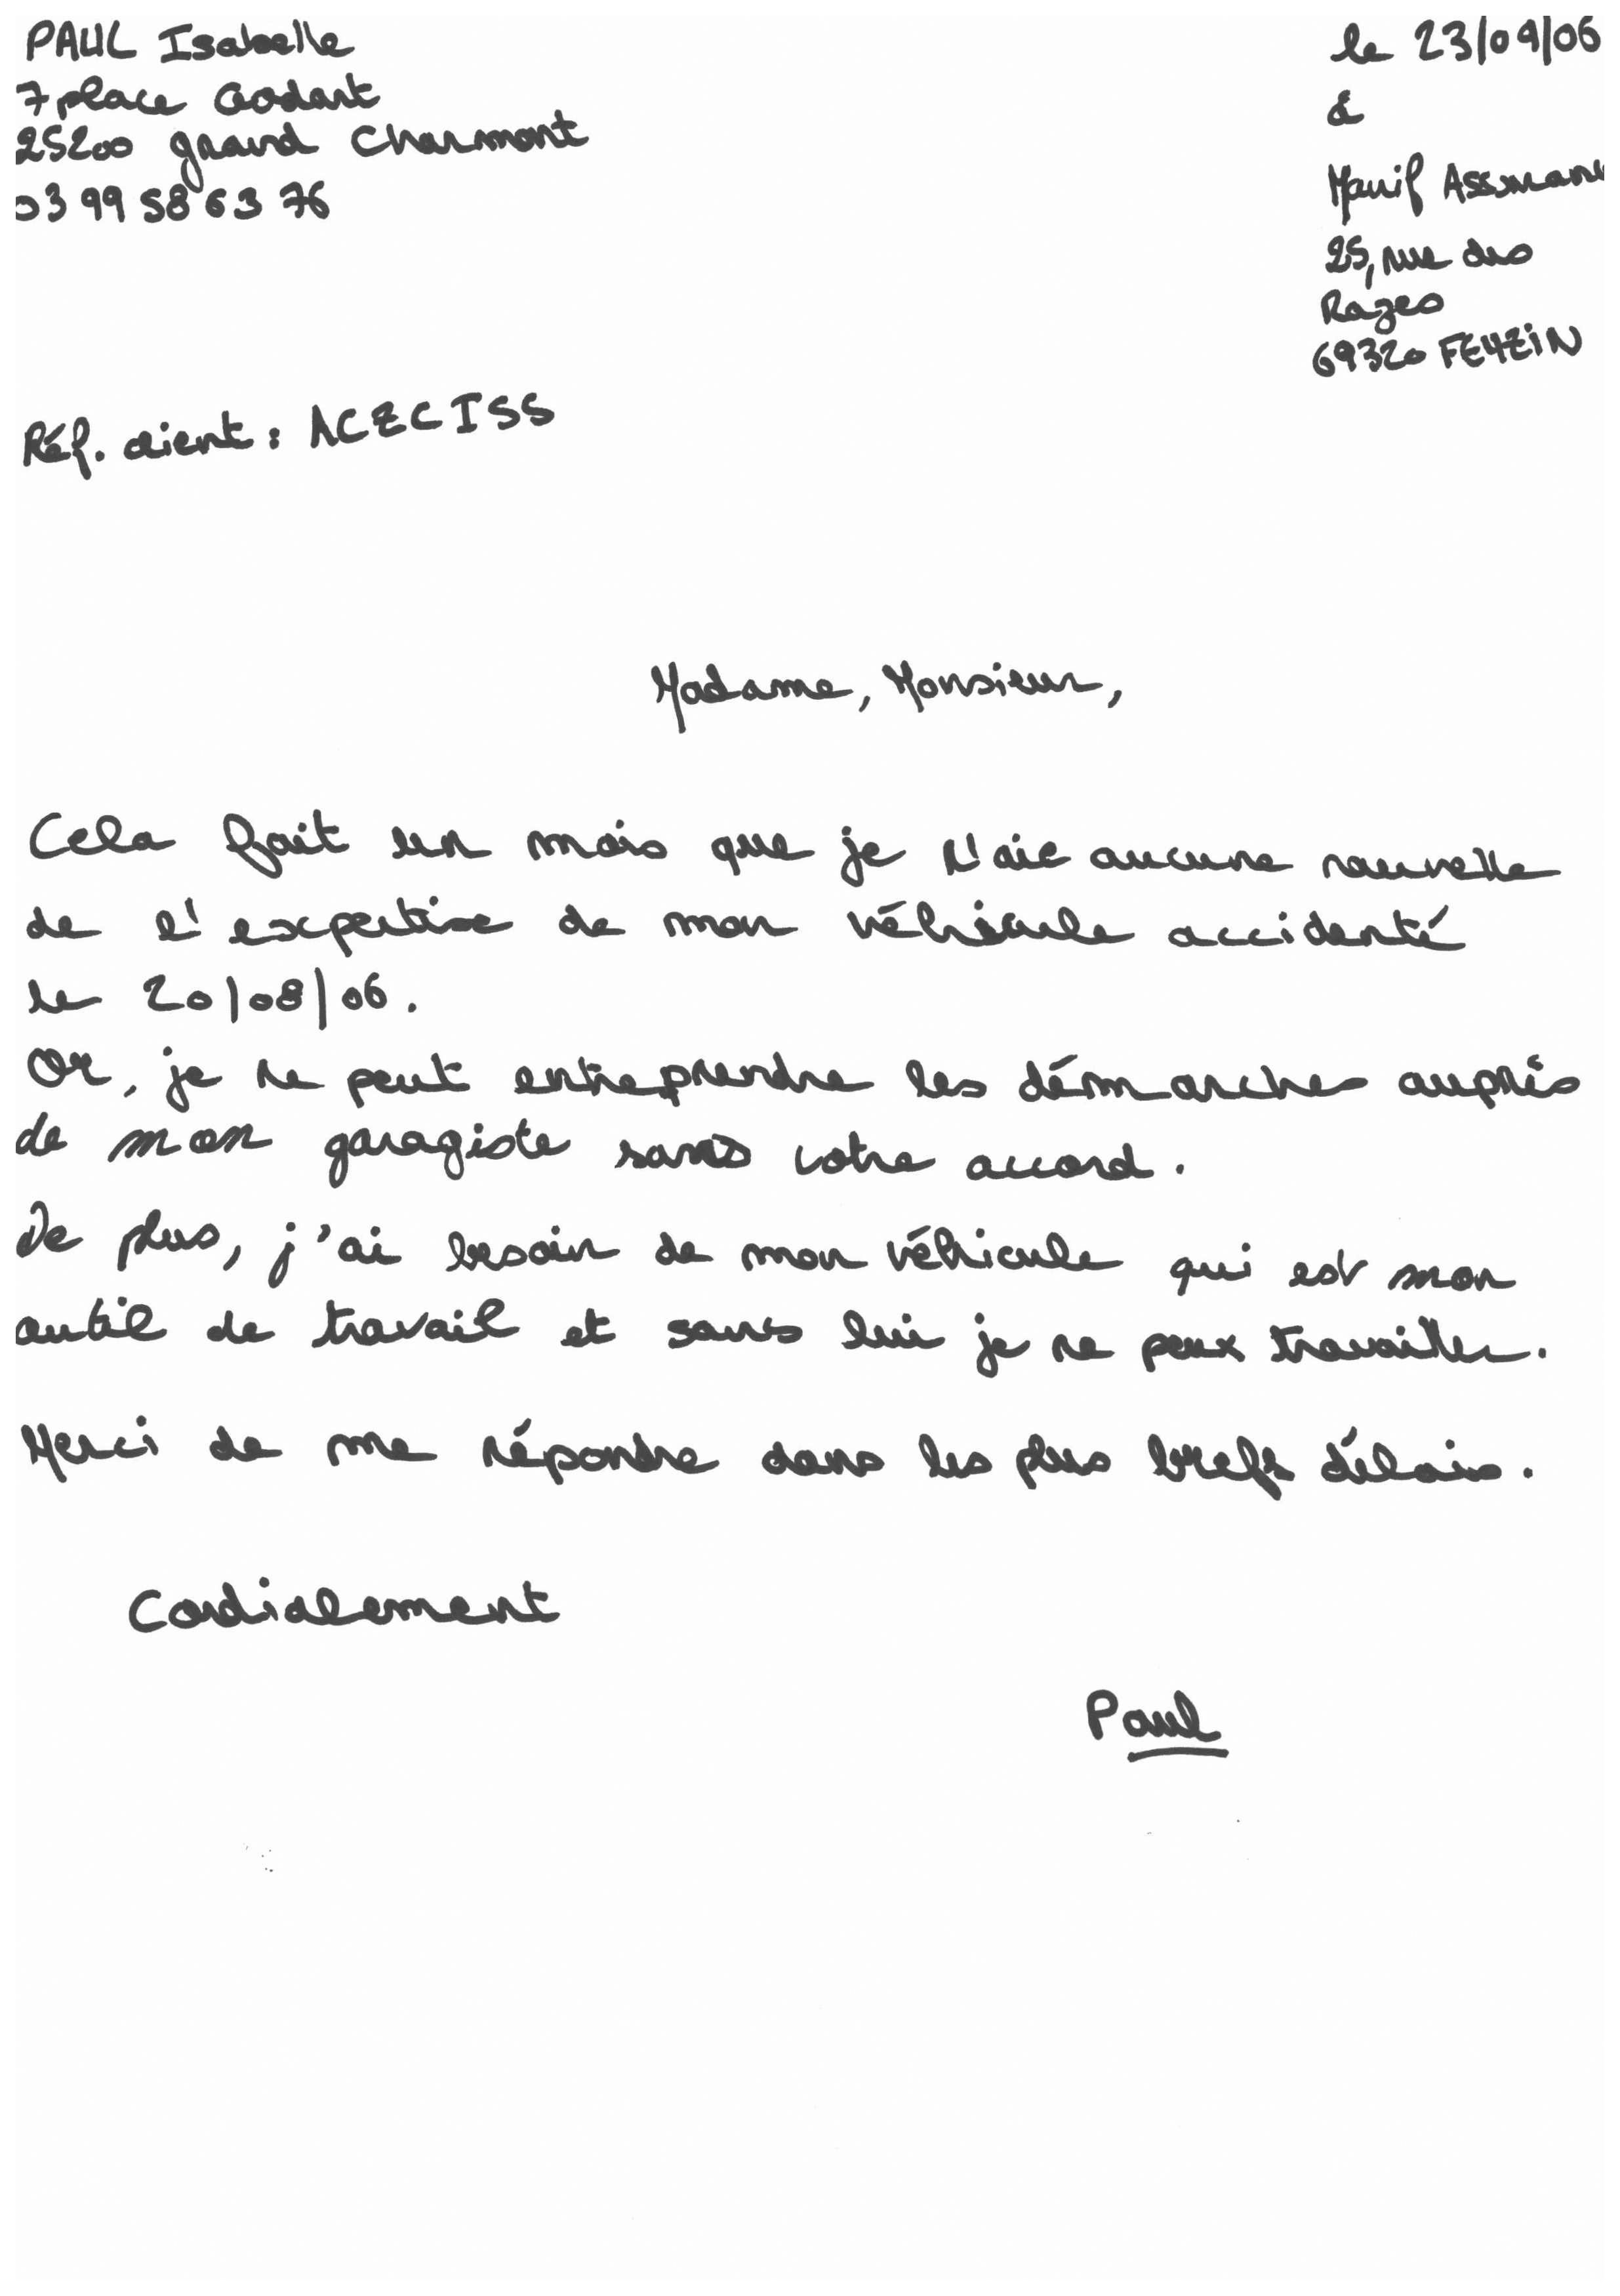 PAUL Isabelle
7 place Godart
25200 grand Charmont
03 99 58 63 76
le 23/09/06
à
Manif
25, rue des
Razes
69320 FEYZIN
Réf. client : ACZCISS
Madame, Monsieur,
Cela fait un mois que je n'aie aucune nouvelle
de l'expertise de mon véhicule accidenté
le 20/08/06.
Or, je ne peut entreprendre les démarches auprès
de mon garagiste sans votre accord.
De plus, j'ai besoin de mon véhicule qui est mon
outil de travail et sans lui je ne peux travailler.
Merci de me répondre dans les plus brefs délais.
Cordialement
Paul